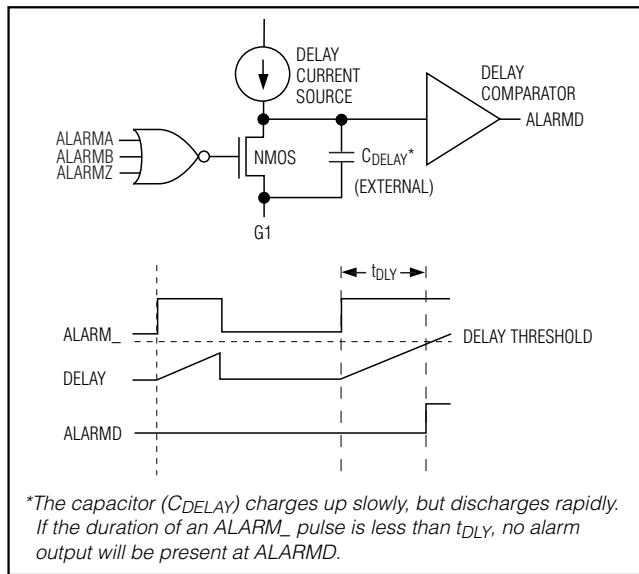 DELAY
CURRENT
SOURCE
DELAY
COMPARATOR
ALARMD
ALARMA
ALARMB
ALARMZ
NMOS
CDELAY*
(EXTERNAL)
G1
tDLY
ALARM_
DELAY THRESHOLD
DELAY
ALARMD
*The capacitor (CDELAY) charges up slowly, but discharges rapidly.
If the duration of an ALARM_ pulse is less than tDLY, no alarm
output will be present at ALARMD.